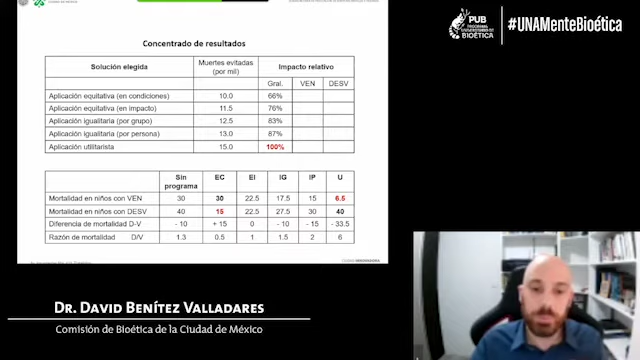 PUB
PROGRAMA
UNIVERSITARIO DE
BIOÉTICA
#UNAMenteBioética
Concentrado de resultados
Solución elegida Muertes evitadas (por mil) Impacto relativo
Gral. VEN DESV
Aplicación equitativa (en condiciones) 10.0 66%
Aplicación equitativa (en impacto) 11.5 76%
Aplicación igualitaria (por grupo) 12.5 83%
Aplicación igualitaria (por persona) 13.0 87%
Aplicación utilitarista 15.0 100%
Sin programa EC EI IG IP U
Mortalidad en niños con VEN 30 30 22.5 17.5 15 6.5
Mortalidad en niños con DESV 40 15 22.5 27.5 30 40
Diferencia de mortalidad D-V - 10 + 15 0 - 10 - 15 - 33.5
Razón de mortalidad D/V 1.3 0.5 1 1.5 2 6
Dr. David Benítez Valladares
Comisión de Bioética de la Ciudad de México